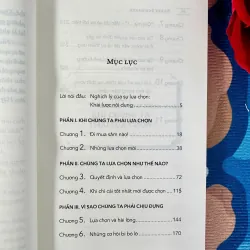 MỤC LỤC
Lời nói đầu: Nghịch lý của sự lựa chọn:
Khái lược nội dung 5
PHẦN I. KHI CHÚNG TA PHẢI LỰA CHỌN
Chương 1. Đi mua sắm nào! 18
Chương 2. Những lựa chọn mới 38
PHẦN II. CHÚNG TA LỰA CHỌN NHƯ THẾ NÀO?
Chương 3. Quyết định và lựa chọn 72
Chương 4. Khi chỉ cái tốt nhất mới được chọn 115
PHẦN III. VÌ SAO CHÚNG TA PHẢI CHỊU ĐỰNG
Chương 5. Lựa chọn và hài lòng 144
Chương 6. Những cơ hội bị bỏ lỡ 170